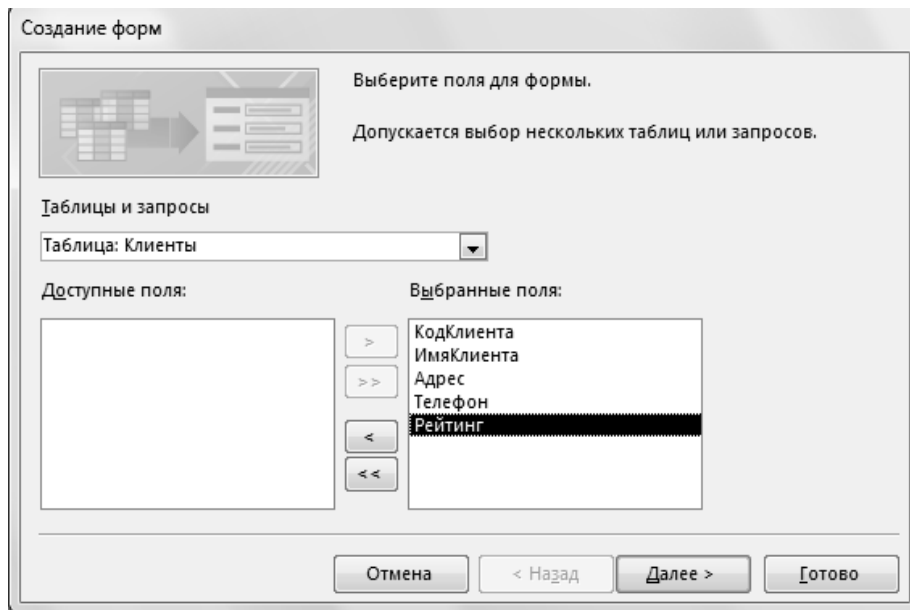 Создание форм
Выберите поля для формы.
Допускается выбор нескольких таблиц или запросов.
Таблицы и запросы
Таблица: Клиенты
Доступные поля:
Выбранные поля:
>
>>
<
<<
КодКлиента
ИмяКлиента
Адрес
Телефон
Рейтинг
Отмена
< Назад
Далее >
Готово